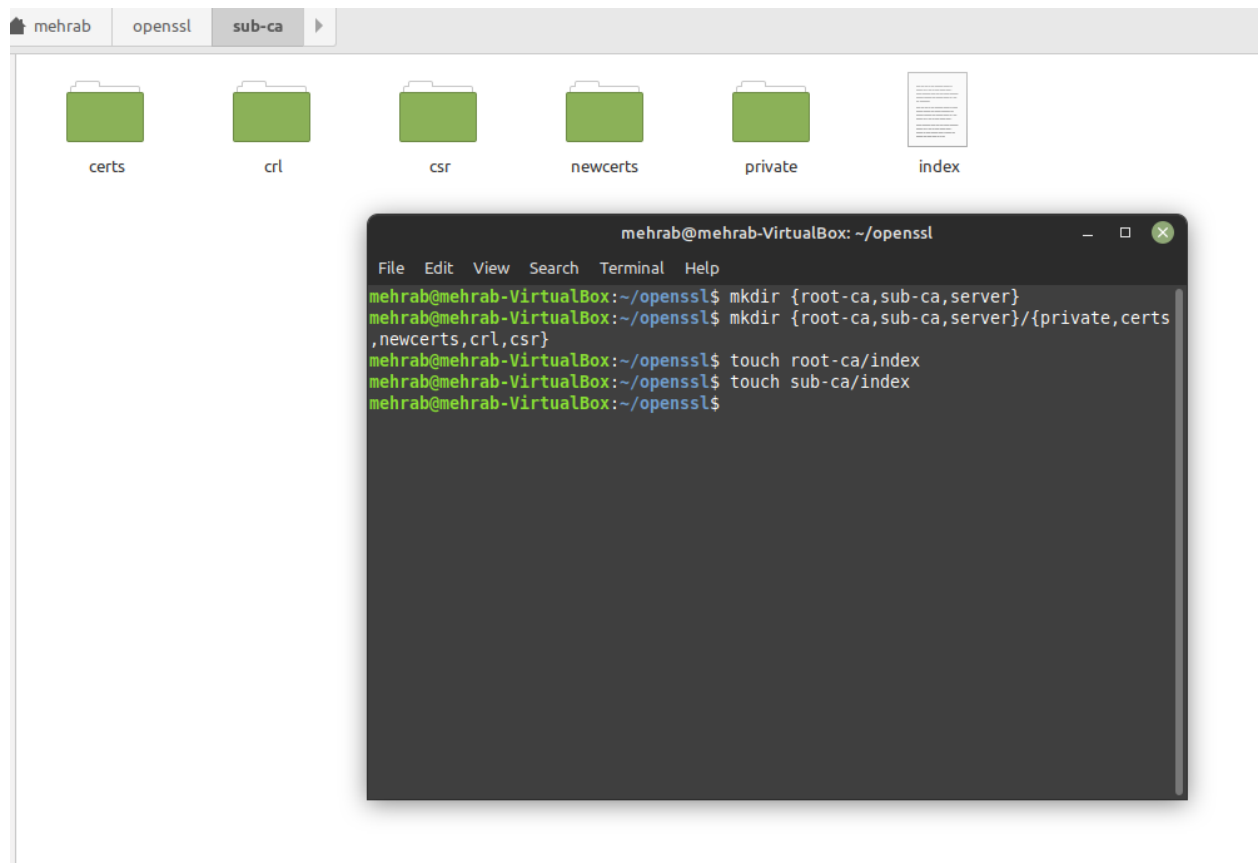 mehrab openssl sub-ca
certs crl csr newcerts private index
mehrab@mehrab-VirtualBox: ~/openssl
File Edit View Search Terminal Help
mehrab@mehrab-VirtualBox:~/openssl$ mkdir {root-ca,sub-ca,server}
mehrab@mehrab-VirtualBox:~/openssl$ mkdir {root-ca,sub-ca,server}/{private,certs
,newcerts,crl,csr}
mehrab@mehrab-VirtualBox:~/openssl$ touch root-ca/index
mehrab@mehrab-VirtualBox:~/openssl$ touch sub-ca/index
mehrab@mehrab-VirtualBox:~/openssl$